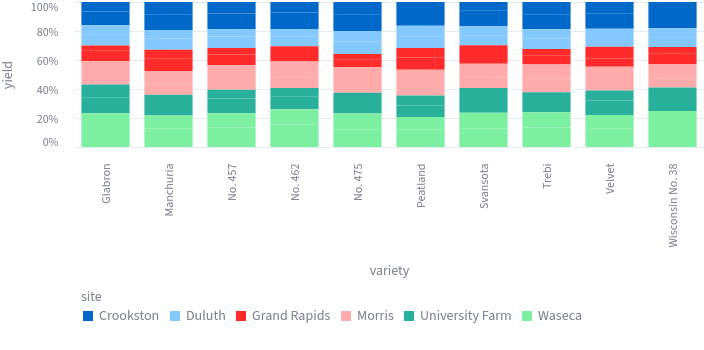 100%
80%
60%
40%
20%
0%
yield
Glabron
Manchuria
No. 457
No. 462
No. 475
Peatland
Svansota
Trebi
Velvet
Wisconsin No. 38
variety
site
Crookston Duluth Grand Rapids Morris University Farm Waseca